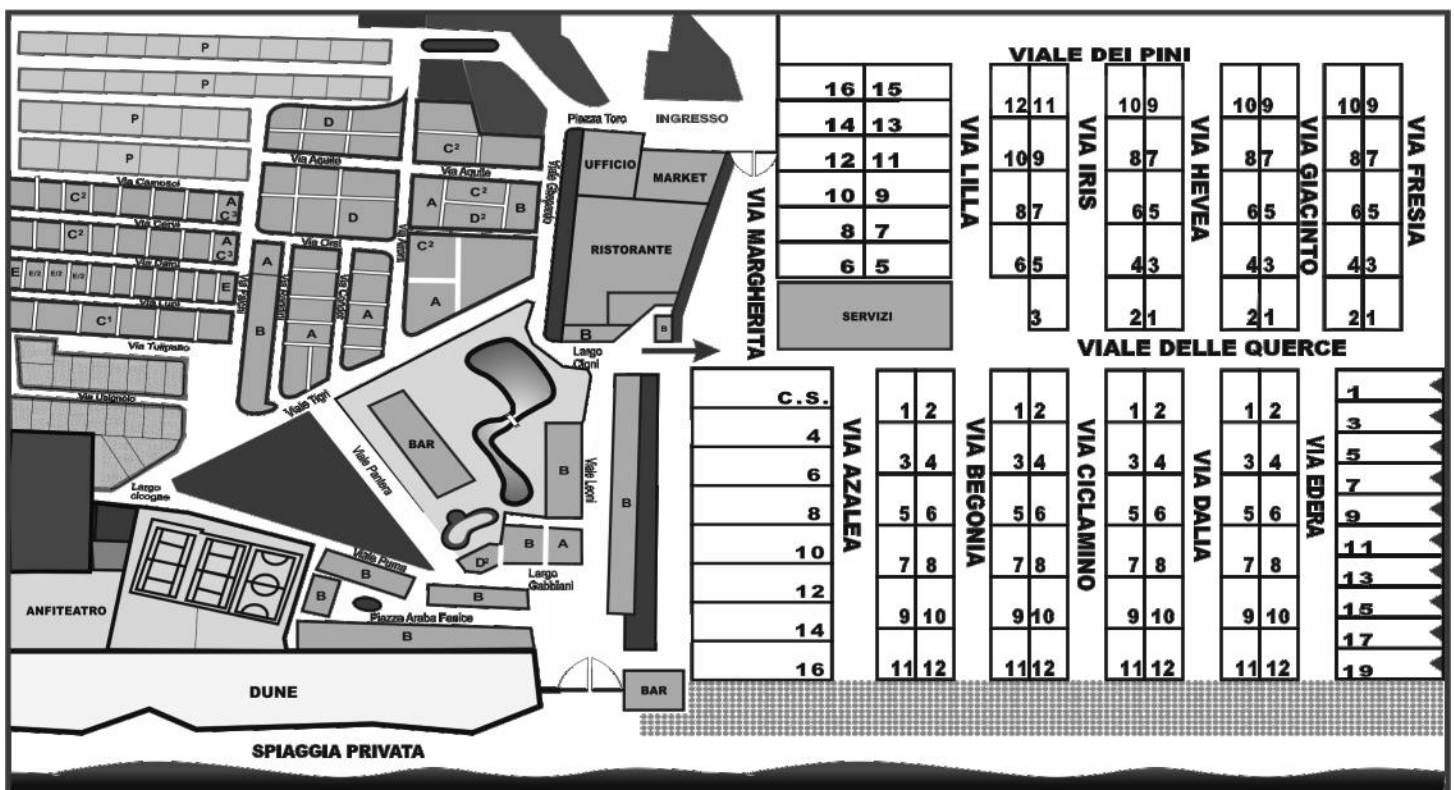 P
P
P
P
D
Via Aquile
C²
Via Aquile
Piazza Toro
INGRESSO
UFFICIO
MARKET
RISTORANTE
Via Camosci
C²
A
C³
Via Cervi
C²
A
C³
Via Daini
E
E/2
E/2
E/2
E
Via Lupi
C¹
Via Tulipano
Via Usignolo
D
Via Orsi
A
B
A
A
A
C²
D²
B
C²
A
B
B
Largo
Cigni
Viale Tigri
Viale Pantera
BAR
B
Viale Leoni
B
B
A
D²
Largo
Gabbiani
Largo
cicogne
Viale Puma
B
B
B
Piazza Araba Fenice
B
ANFITEATRO
DUNE
BAR
SPIAGGIA PRIVATA
VIALE DEI PINI
16 15
14 13
12 11
10 9
8 7
6 5
SERVIZI
VIA MARGHERITA
VIA LILLA
12 11
10 9
8 7
6 5
3
VIA IRIS
10 9
8 7
6 5
4 3
2 1
VIA HEVEA
10 9
8 7
6 5
4 3
2 1
VIA GIACINTO
10 9
8 7
6 5
4 3
2 1
VIA FRESIA
VIALE DELLE QUERCE
C.S.
4
6
8
10
12
14
16
VIA AZALEA
1 2
3 4
5 6
7 8
9 10
11 12
VIA BEGONIA
1 2
3 4
5 6
7 8
9 10
11 12
VIA CICLAMINO
1 2
3 4
5 6
7 8
9 10
11 12
VIA DALIA
1 2
3 4
5 6
7 8
9 10
11 12
VIA EDERA
1
3
5
7
9
11
13
15
17
19